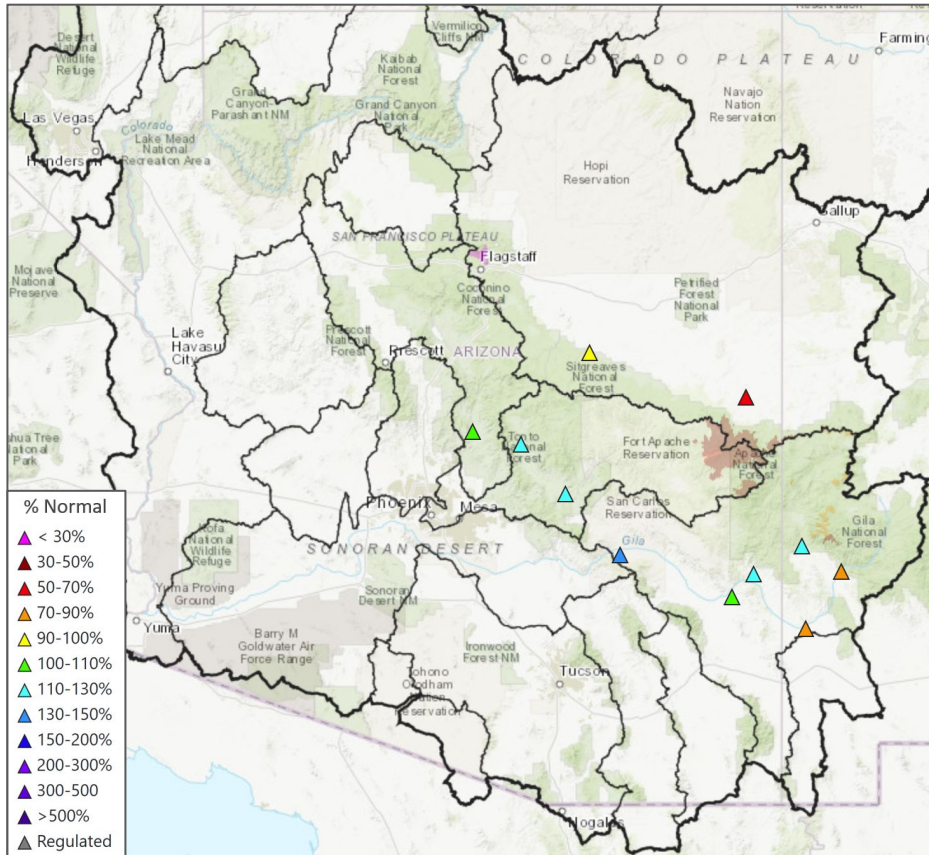 Desert
National
Wildlife
Refuge
Vermilion
Cliffs NM
Reservation
Farming
Kaibab
National
Forest
COLORADO PLATEAU
Grand
Canyon-
Parashant NM
Grand Canyon
National
Park
Navajo
Nation
Reservation
Las Vegas
Colorado
Henderson
Lake Mead
National
Recreation Area
Hopi
Reservation
Gallup
SAN FRANCISCO PLATEAU
Flagstaff
Mojave
National
Preserve
Coconino
National
Forest
Petrified
Forest
National
Park
Lake
Havasu
City
Prescott
National
Forest
Prescott
ARIZONA
Sitgreaves
National
Forest
shua Tree
National
Park
Tonto
National
Forest
Fort Apache
Reservation
Apache
National
Forest
Phoenix
Mesa
San Carlos
Reservation
Gila
National
Forest
Kofa
National
Wildlife
Refuge
SONORAN DESERT
Gila
Yuma Proving
Ground
Sonoran
Desert NM
Yuma
Barry M
Goldwater Air
Force Range
Ironwood
Forest NM
Tohono
O'odham
Nation
Reservation
Tucson
Nogales
% Normal
< 30%
30-50%
50-70%
70-90%
90-100%
100-110%
110-130%
130-150%
150-200%
200-300%
300-500
>500%
Regulated